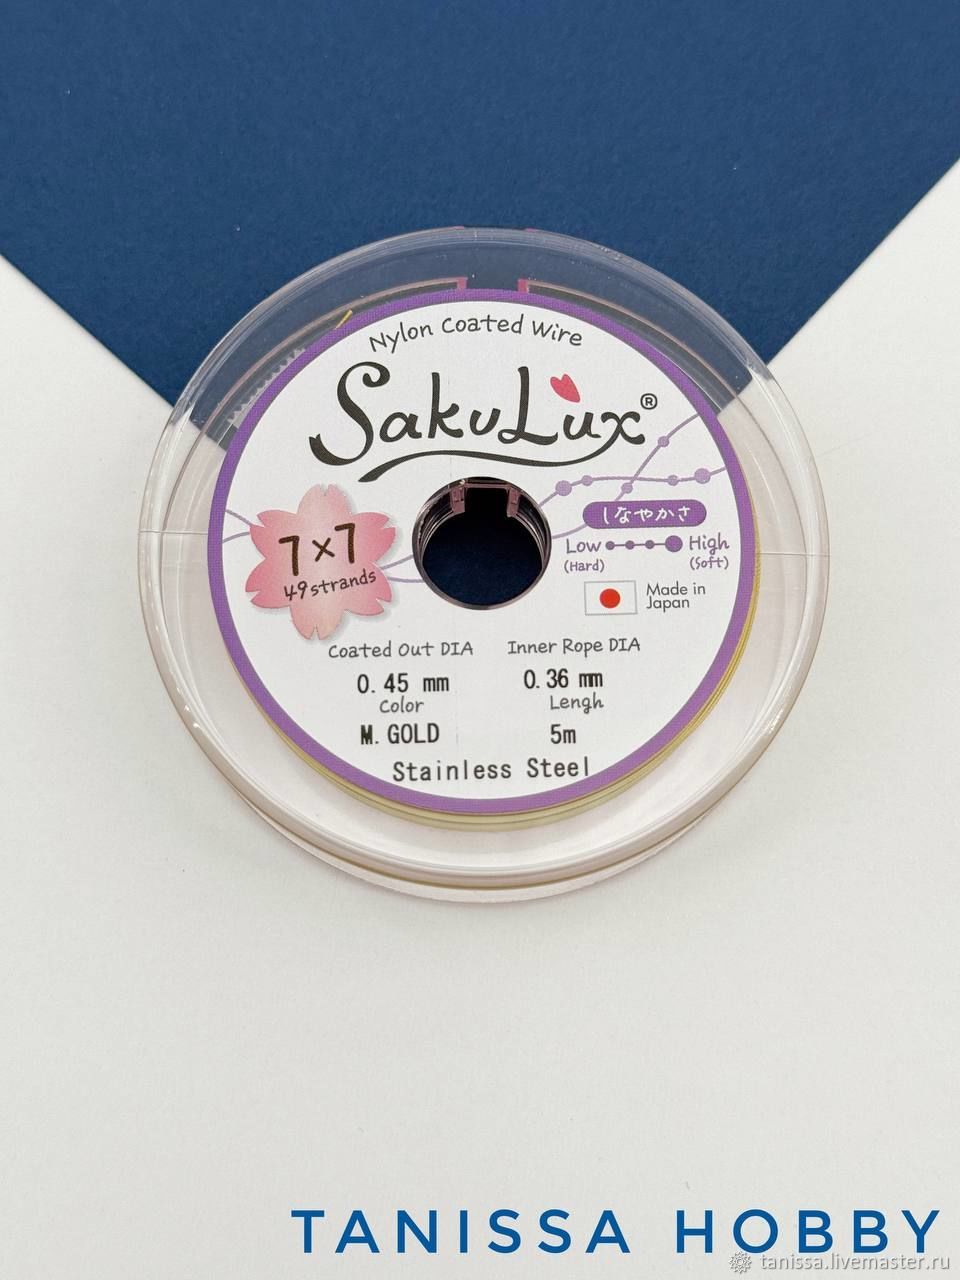 Nylon Coated Wire
SakuLux®
7×7
49strands
しなやかさ
Low High
(Hard) (Soft)
Made in
Japan
Coated Out DIA Inner Rope DIA
0.45 mm 0.36 mm
Color Lengh
M. GOLD 5m
Stainless Steel
TANISSA HOBBY
tanissa.livemaster.ru